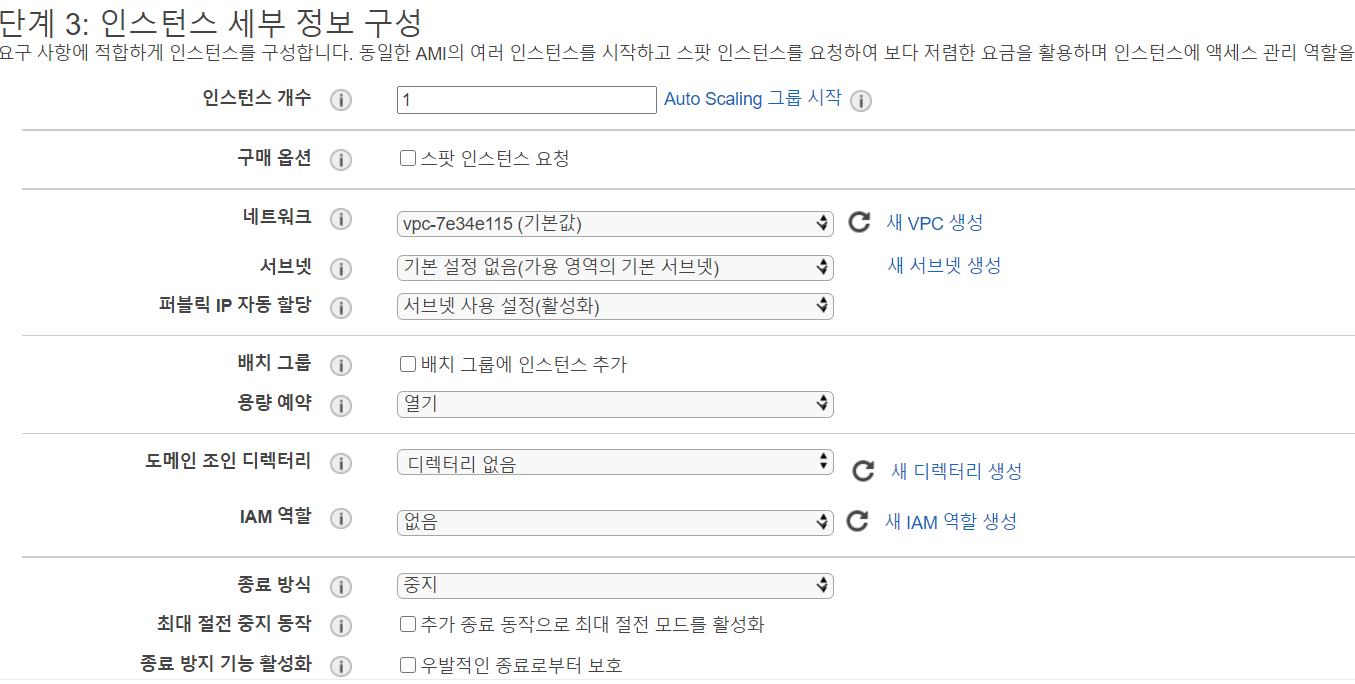 단계 3: 인스턴스 세부 정보 구성
요구 사항에 적합하게 인스턴스를 구성합니다. 동일한 AMI의 여러 인스턴스를 시작하고 스팟 인스턴스를 요청하여 보다 저렴한 요금을 활용하며 인스턴스에 액세스 관리 역할을
인스턴스 개수 i 1 Auto Scaling 그룹 시작 i
구매 옵션 i 스팟 인스턴스 요청
네트워크 i vpc-7e34e115 (기본값) 새 VPC 생성
서브넷 i 기본 설정 없음(가용 영역의 기본 서브넷) 새 서브넷 생성
퍼블릭 IP 자동 할당 i 서브넷 사용 설정(활성화)
배치 그룹 i 배치 그룹에 인스턴스 추가
용량 예약 i 열기
도메인 조인 디렉터리 i 디렉터리 없음 새 디렉터리 생성
IAM 역할 i 없음 새 IAM 역할 생성
종료 방식 i 중지
최대 절전 중지 동작 i 추가 종료 동작으로 최대 절전 모드를 활성화
종료 방지 기능 활성화 i 우발적인 종료로부터 보호